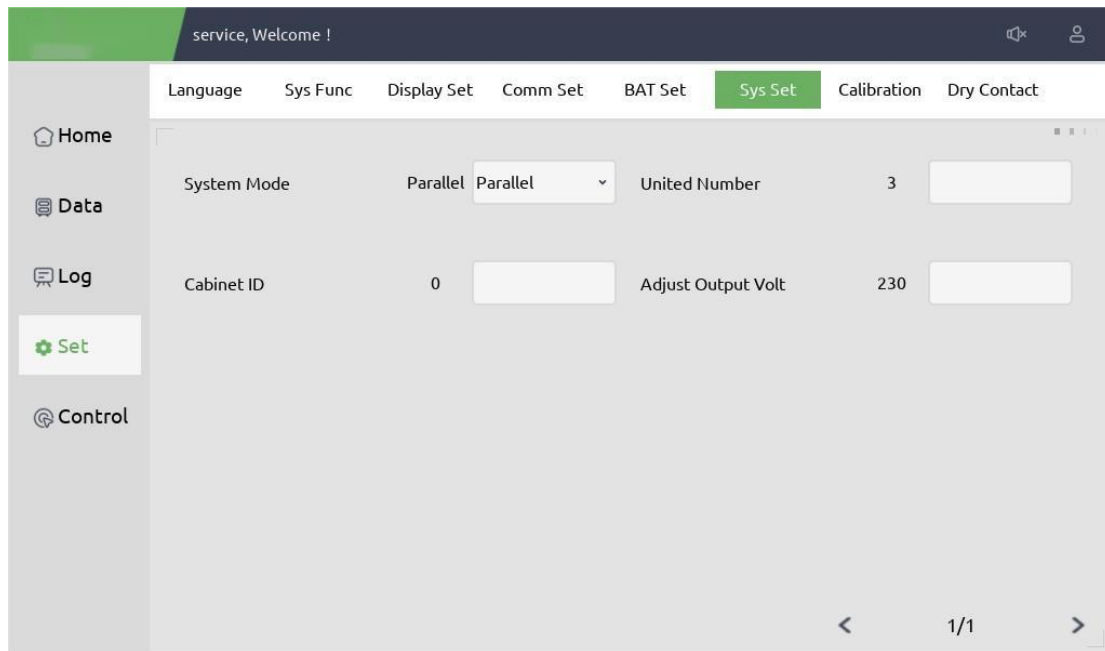 service, Welcome !
Language Sys Func Display Set Comm Set BAT Set Sys Set Calibration Dry Contact
Home
System Mode Parallel Parallel United Number 3
Data
Log
Cabinet ID 0 Adjust Output Volt 230
Set
Control
1/1